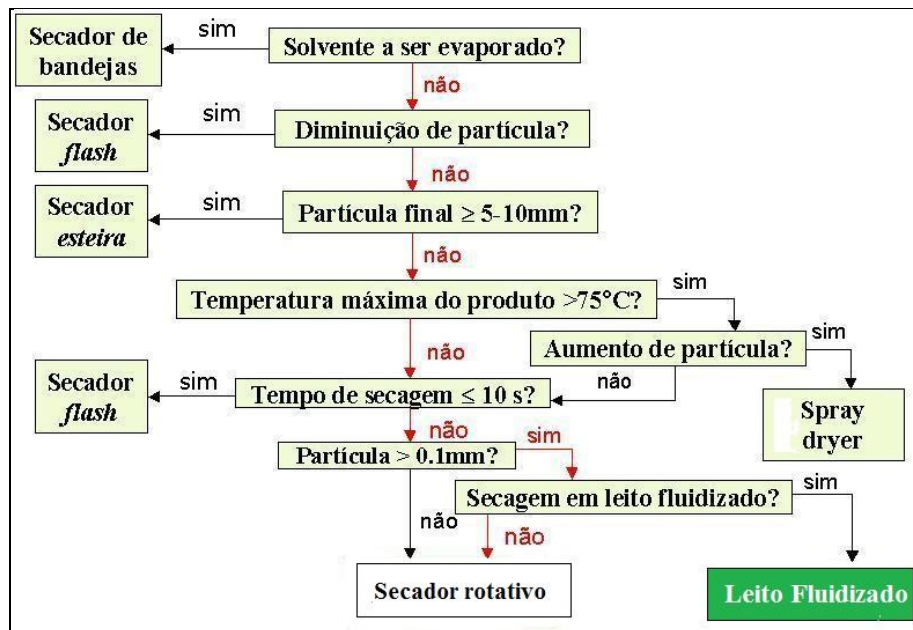 sim
Secador de
bandejas
Solvente a ser evaporado?
não
sim
Secador
flash
Diminuição de partícula?
não
sim
Secador
esteira
Partícula final ≥ 5-10mm?
não
Temperatura máxima do produto >75°C?
sim
não
Aumento de partícula?
sim
não
Secador
flash
sim
Tempo de secagem ≤ 10 s?
Spray
dryer
não
Partícula > 0.1mm?
sim
Secagem em leito fluidizado?
sim
não
não
Secador rotativo
Leito Fluidizado